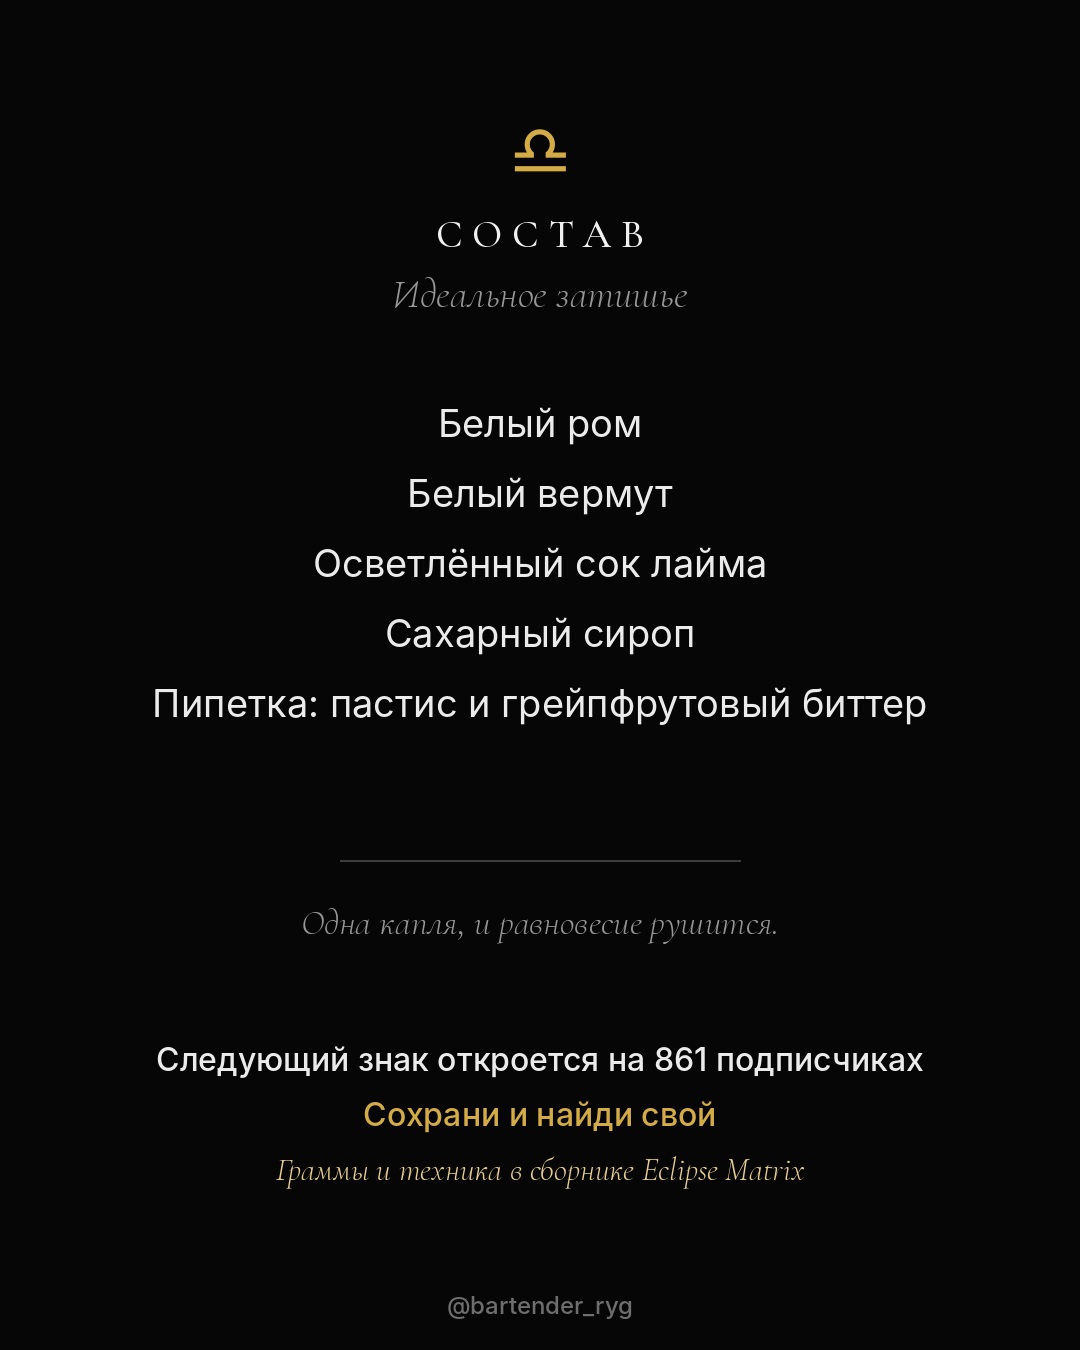 ♎
СОСТАВ
Идеальное затишье
Белый ром
Белый вермут
Осветлённый сок лайма
Сахарный сироп
Пипетка: пастис и грейпфрутовый биттер
Одна капля, и равновесие рушится.
Следующий знак откроется на 861 подписчиках
Сохрани и найди свой
Граммы и техника в сборнике Eclipse Matrix
@bartender_ryg